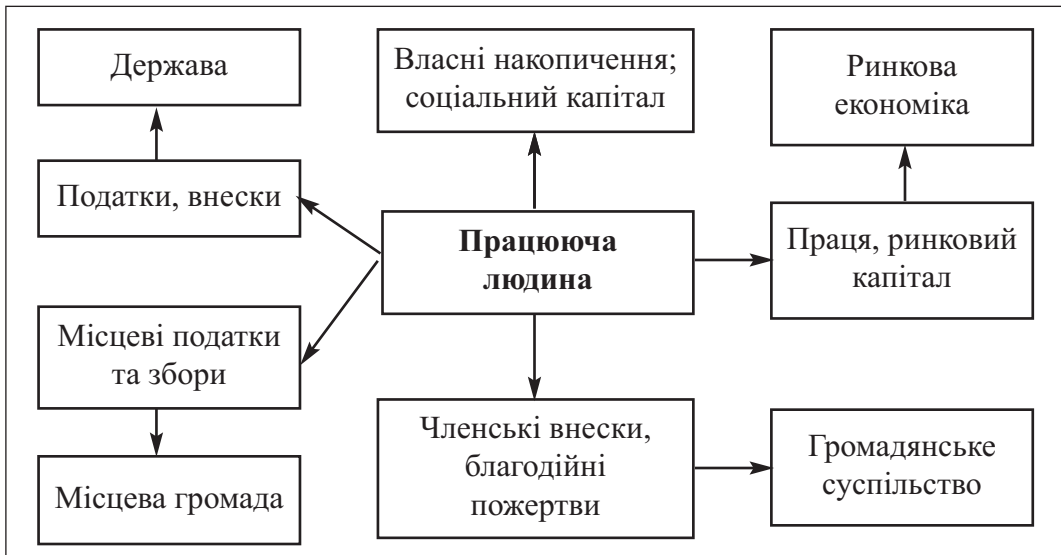 Держава
Власні накопичення;
соціальний капітал
Ринкова
економіка
Податки, внески
Працююча
людина
Праця, ринковий
капітал
Місцеві податки
та збори
Членські внески,
благодійні
пожертви
Громадянське
суспільство
Місцева громада